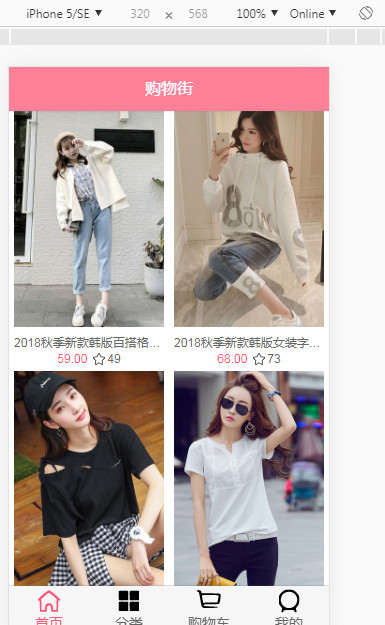 iPhone 5/SE ▼ 320 × 568 100% ▼ Online ▼
购物街
2018秋季新款韩版百搭格... 2018秋季新款韩版女装字...
59.00 49 68.00 73
首页 分类 购物车 我的